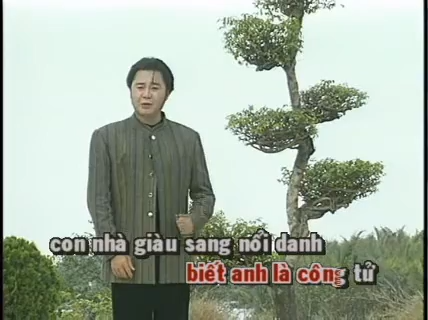 con nhà giàu sang nổi danh
biết anh là công tử